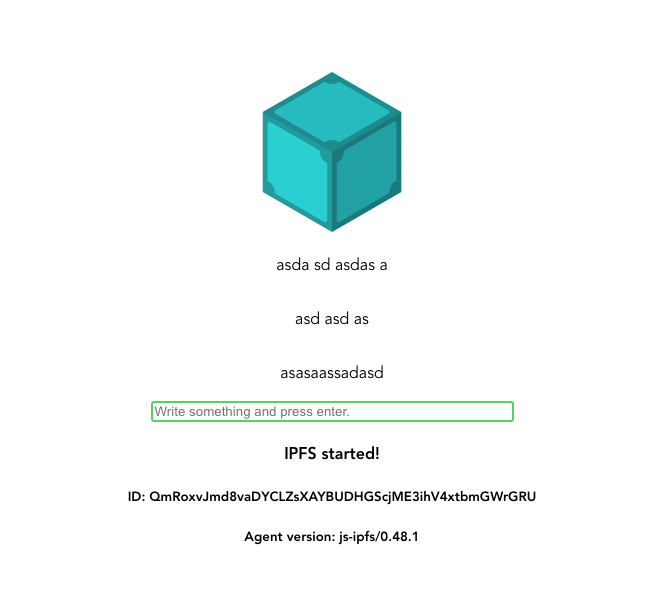 asda sd asdas a
asd asd as
asasaassadasd
Write something and press enter.
IPFS started!
ID: QmRoxvJmd8vaDYCLZsXAYBUDHGScjME3ihV4xtbmGWrGRU
Agent version: js-ipfs/0.48.1